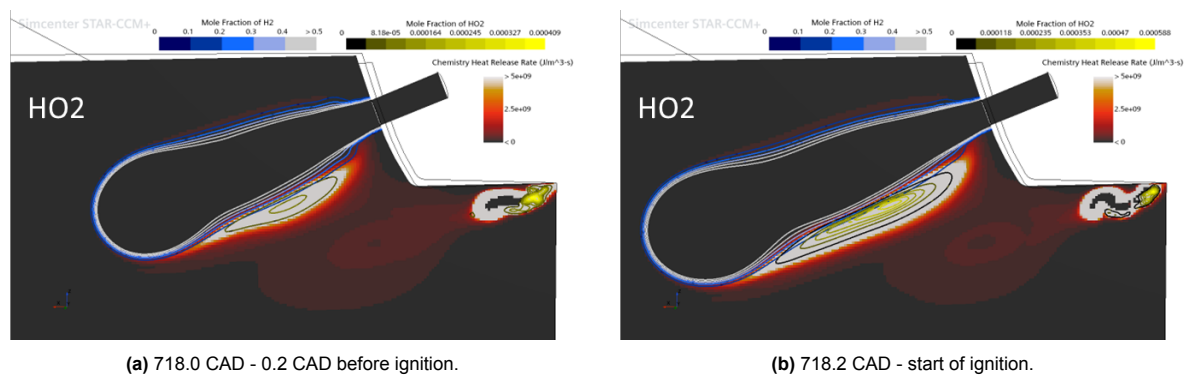 Simcenter STAR-CCM+
Mole Fraction of H2
0.1 0.2 0.3 0.4 > 0.5
Mole Fraction of HO2
0 8.18e-05 0.000164 0.000245 0.000327 0.000409
Chemistry Heat Release Rate (J/m^3-s)
> 5e+09
2.5e+09
< 0
HO2
(a) 718.0 CAD - 0.2 CAD before ignition.
Simcenter STAR-CCM+
Mole Fraction of H2
0.1 0.2 0.3 0.4 > 0.5
Mole Fraction of HO2
0 0.000118 0.000235 0.000353 0.00047 0.000588
Chemistry Heat Release Rate (J/m^3-s)
> 5e+09
2.5e+09
< 0
HO2
(b) 718.2 CAD - start of ignition.